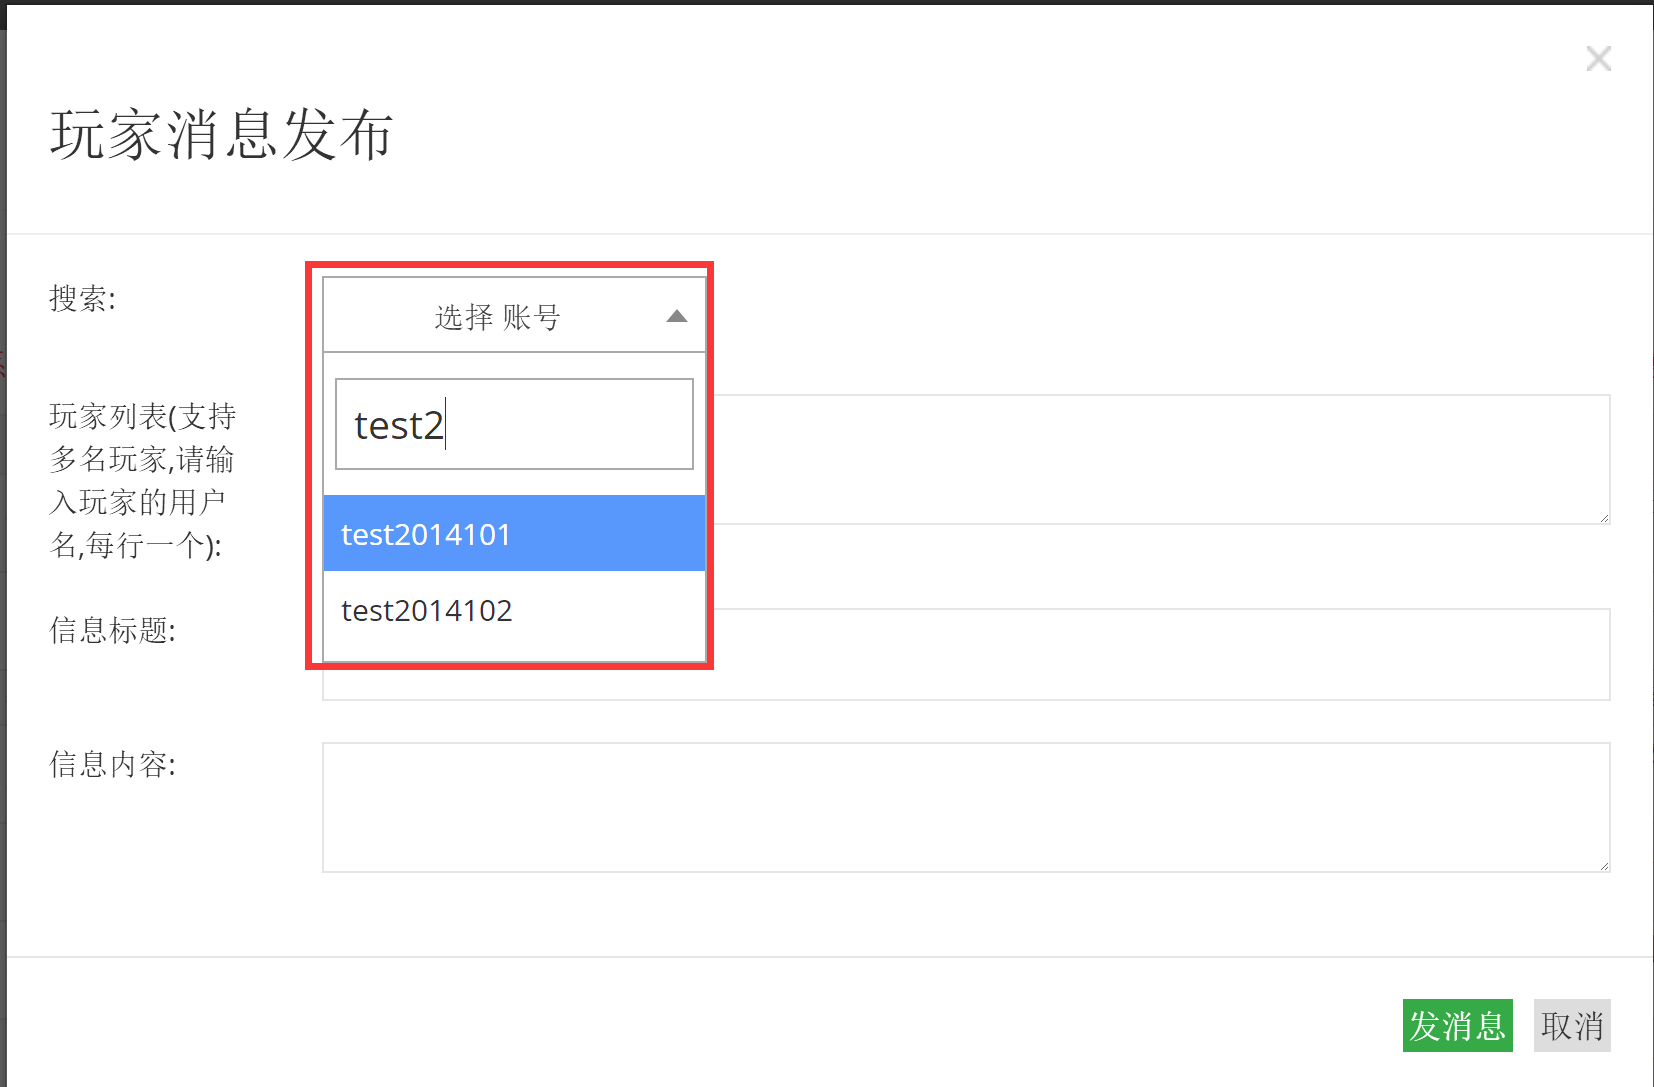 玩家消息发布
搜索:
选择 账号
test2
test2014101
test2014102
玩家列表(支持
多名玩家,请输
入玩家的用户
名,每行一个):
信息标题:
信息内容:
发消息
取消